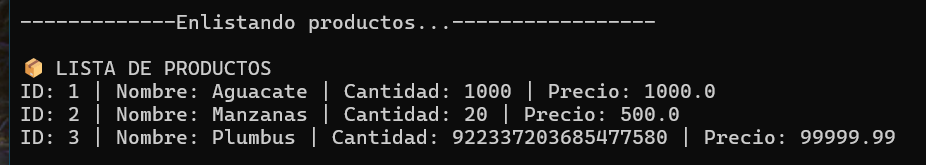 -------------Enlistando productos...-----------------
📦 LISTA DE PRODUCTOS
ID: 1 | Nombre: Aguacate | Cantidad: 1000 | Precio: 1000.0
ID: 2 | Nombre: Manzanas | Cantidad: 20 | Precio: 500.0
ID: 3 | Nombre: Plumbus | Cantidad: 922337203685477580 | Precio: 99999.99